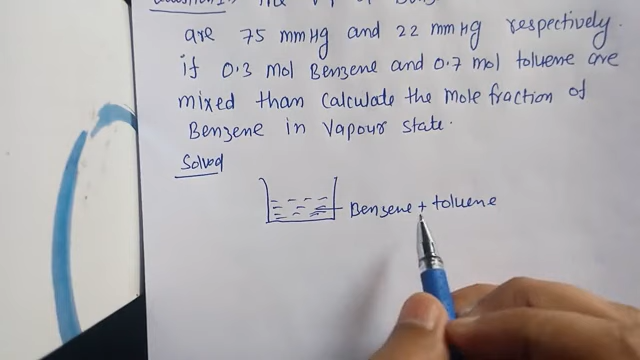 are 75 mmHg and 22 mmHg respectively.
if 0.3 mol Benzene and 0.7 mol toluene are
mixed than Calculate the Mole fraction of
Benzene in Vapour State.
Solved
Benzene + toluene